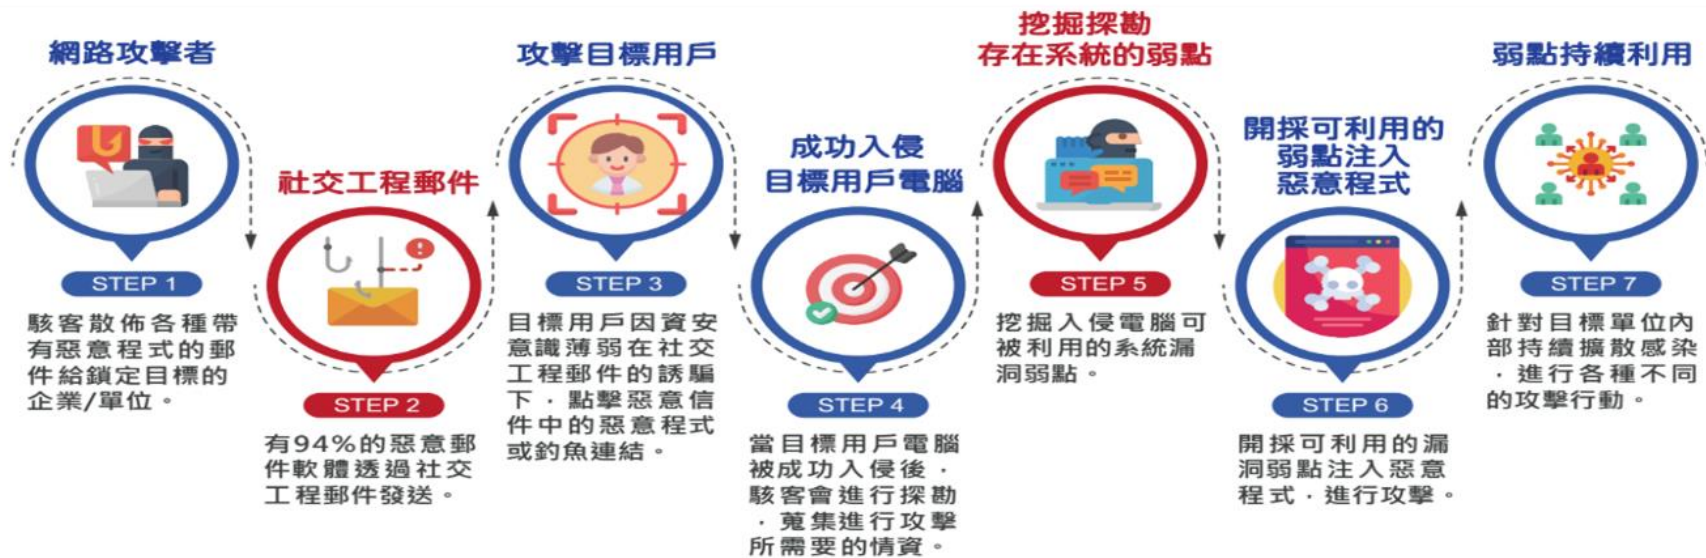 網路攻擊者
STEP 1
駭客散佈各種帶
有惡意程式的郵
件給鎖定目標的
企業/單位。
社交工程郵件
STEP 2
有94%的惡意郵
件軟體透過社交
工程郵件發送。
攻擊目標用戶
STEP 3
目標用戶因資安
意識薄弱在社交
工程郵件的誘騙
下，點擊惡意信
件中的惡意程式
或釣魚連結。
成功入侵
目標用戶電腦
STEP 4
當目標用戶電腦
被成功入侵後，
駭客會進行探勘
，蒐集進行攻擊
所需要的情資。
挖掘探勘
存在系統的弱點
STEP 5
挖掘入侵電腦可
被利用的系統漏
洞弱點。
開採可利用的
弱點注入
惡意程式
STEP 6
開採可利用的漏
洞弱點注入惡意
程式，進行攻擊。
弱點持續利用
STEP 7
針對目標單位內
部持續擴散感染
，進行各種不同
的攻擊行動。